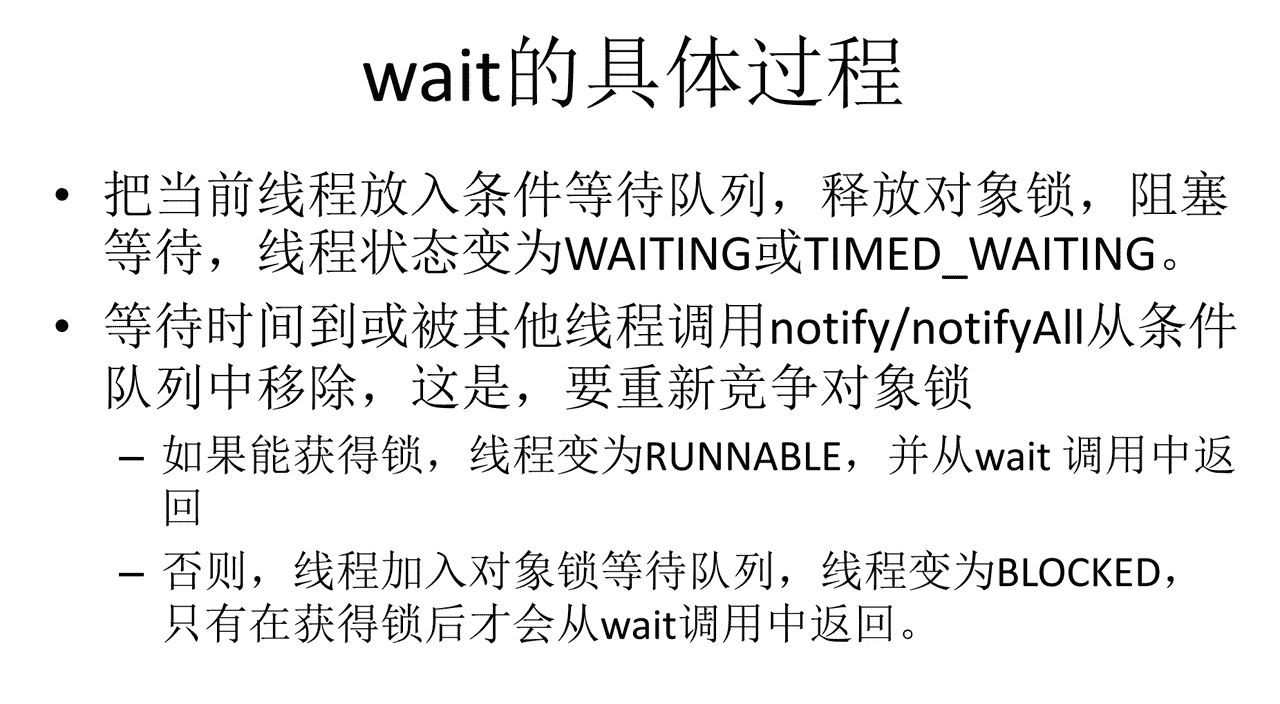 wait的具体过程
• 把当前线程放入条件等待队列，释放对象锁，阻塞
等待，线程状态变为WAITING或TIMED_WAITING。
• 等待时间到或被其他线程调用notify/notifyAll从条件
队列中移除，这是，要重新竞争对象锁
– 如果能获得锁，线程变为RUNNABLE，并从wait 调用中返
回
– 否则，线程加入对象锁等待队列，线程变为BLOCKED，
只有在获得锁后才会从wait调用中返回。